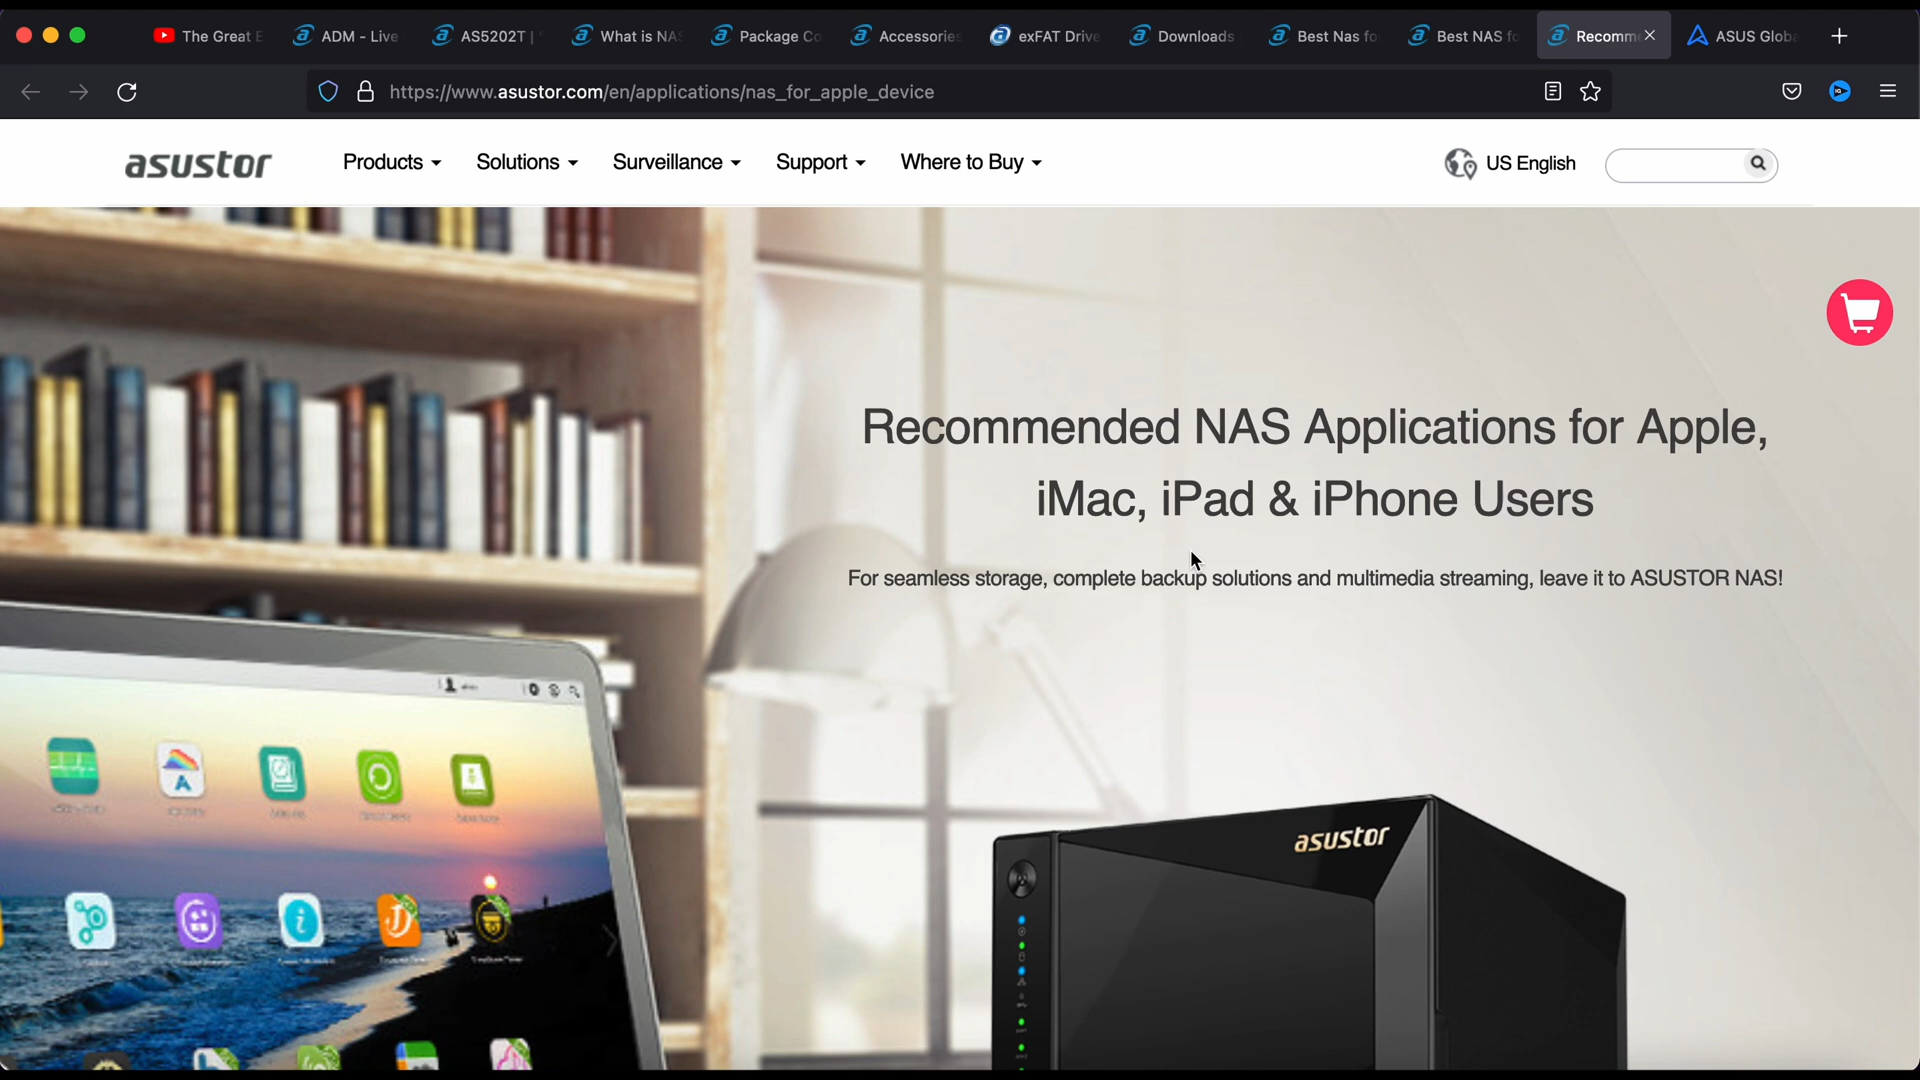 The Great E
ADM - Live
AS5202T |
What is NAS
Package Co
Accessories
exFAT Drive
Downloads
Best Nas fo
Best NAS fo
Recomm
ASUS Globa
https://www.asustor.com/en/applications/nas_for_apple_device
asustor
Products
Solutions
Surveillance
Support
Where to Buy
US English
Recommended NAS Applications for Apple,
iMac, iPad & iPhone Users
For seamless storage, complete backup solutions and multimedia streaming, leave it to ASUSTOR NAS!
asustor